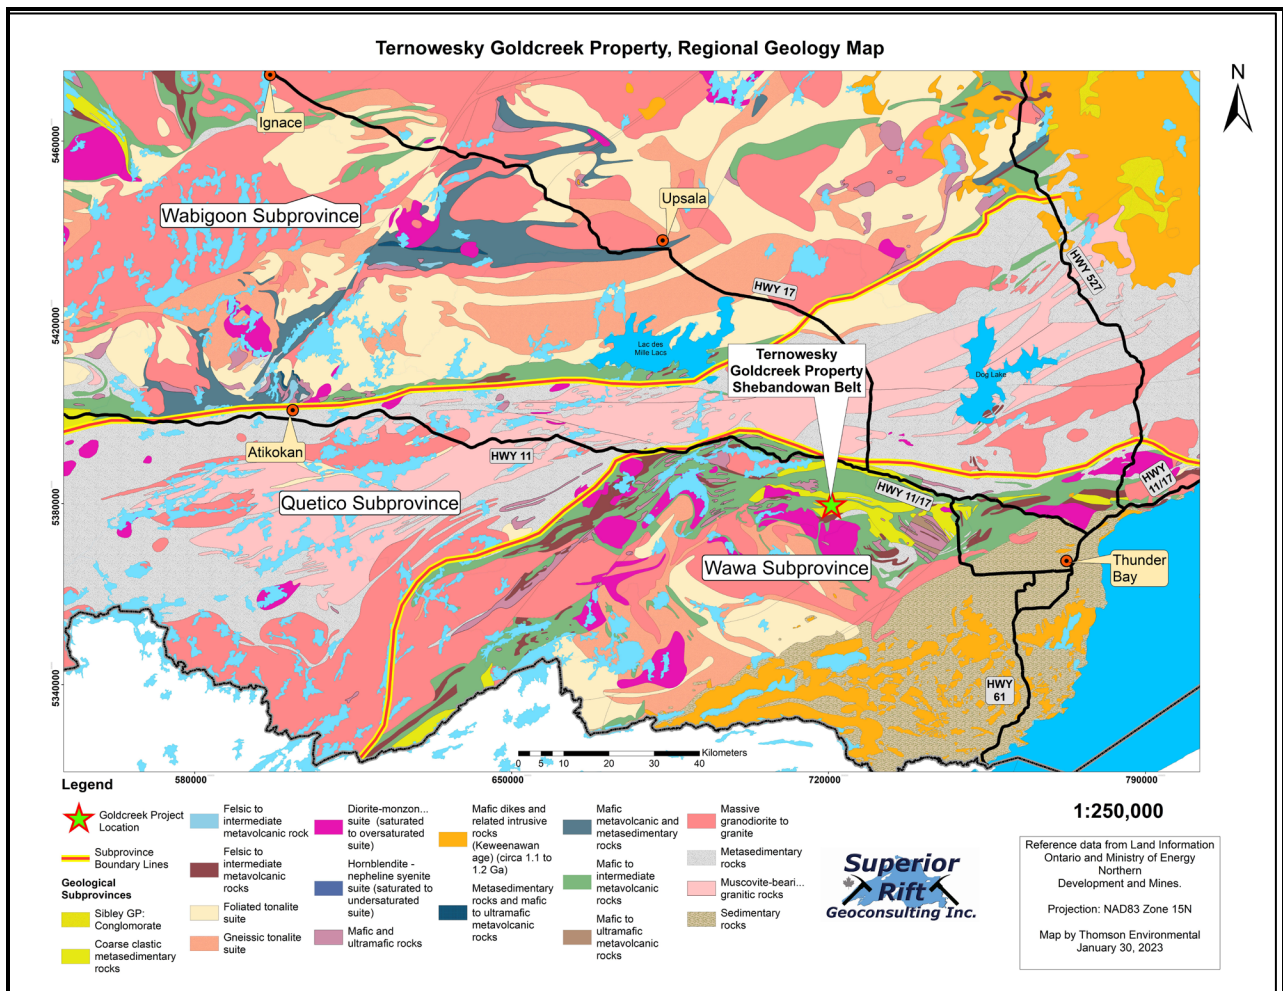 Ternowesky Goldcreek Property, Regional Geology Map
N
Ignace
Wabigoon Subprovince
Upsala
HWY 17
HWY 527
Lac des
Mille Lacs
Ternowesky
Goldcreek Property
Shebandowan Belt
Dog Lake
Atikokan
HWY 11
Quetico Subprovince
HWY 11/17
HWY
11/17
Wawa Subprovince
Thunder
Bay
HWY
61
5460000
5420000
5380000
5340000
Kilometers
0 5 10 20 30 40
580000
650000
720000
790000
Legend
Goldcreek Project
Location
Subprovince
Boundary Lines
Geological
Subprovinces
Sibley GP:
Conglomerate
Coarse clastic
metasedimentary
rocks
Felsic to
intermediate
metavolcanic rock
Felsic to
intermediate
metavolcanic
rocks
Foliated tonalite
suite
Gneissic tonalite
suite
Diorite-monzon...
suite (saturated
to oversaturated
suite)
Hornblendite -
nepheline syenite
suite (saturated to
undersaturated
suite)
Mafic and
ultramafic rocks
Mafic dikes and
related intrusive
rocks
(Keweenawan
age) (circa 1.1 to
1.2 Ga)
Metasedimentary
rocks and mafic
to ultramafic
metavolcanic
rocks
Mafic
metavolcanic and
metasedimentary
rocks
Mafic to
intermediate
metavolcanic
rocks
Mafic to
ultramafic
metavolcanic
rocks
Massive
granodiorite to
granite
Metasedimentary
rocks
Muscovite-beari...
granitic rocks
Sedimentary
rocks
Superior
Rift
Geoconsulting Inc.
1:250,000
Reference data from Land Information
Ontario and Ministry of Energy
Northern
Development and Mines.
Projection: NAD83 Zone 15N
Map by Thomson Environmental
January 30, 2023